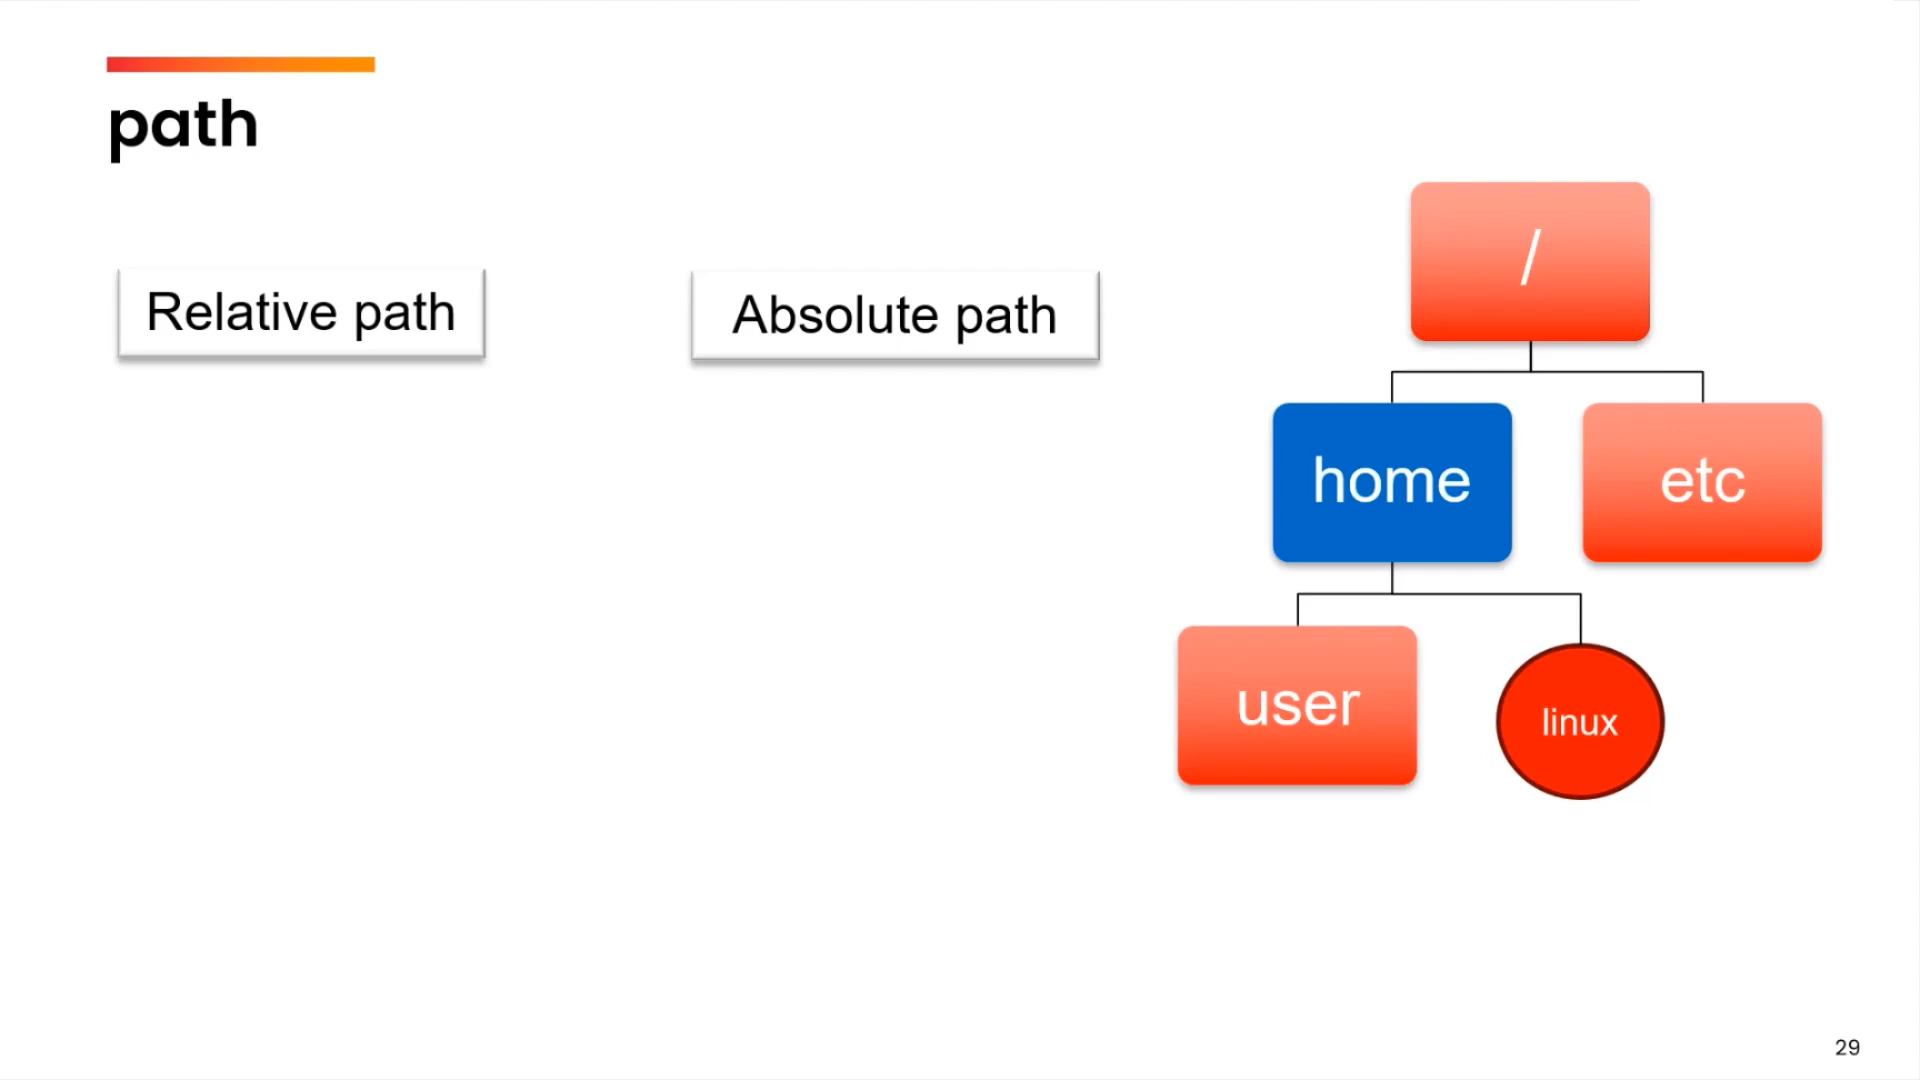 path
Relative path
Absolute path
/
home
etc
user
linux
29